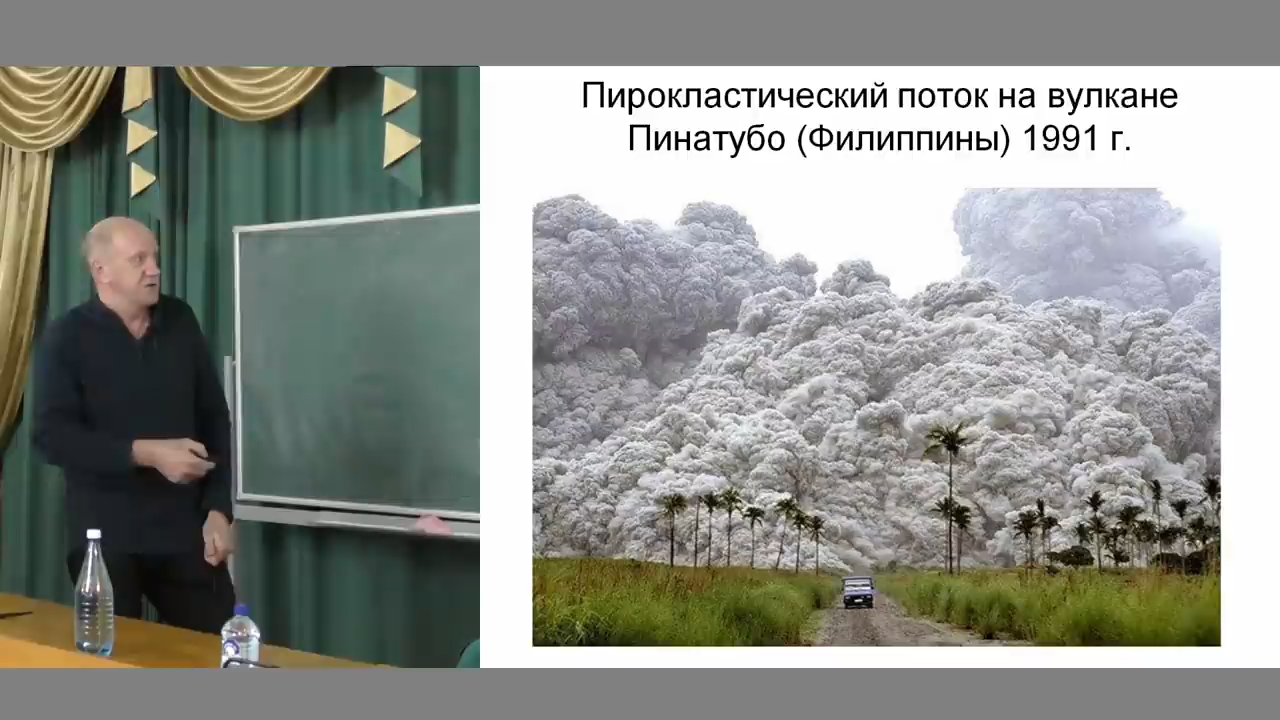 Пирокластический поток на вулкане
Пинатубо (Филиппины) 1991 г.